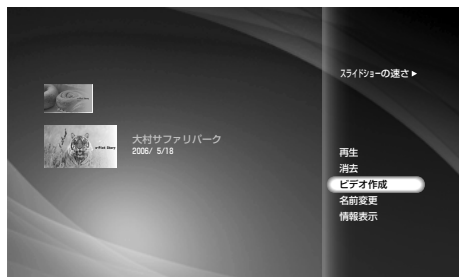 スライドショーの速さ▶
大村サファリパーク
2006/ 5/18
再生
消去
ビデオ作成
名前変更
情報表示